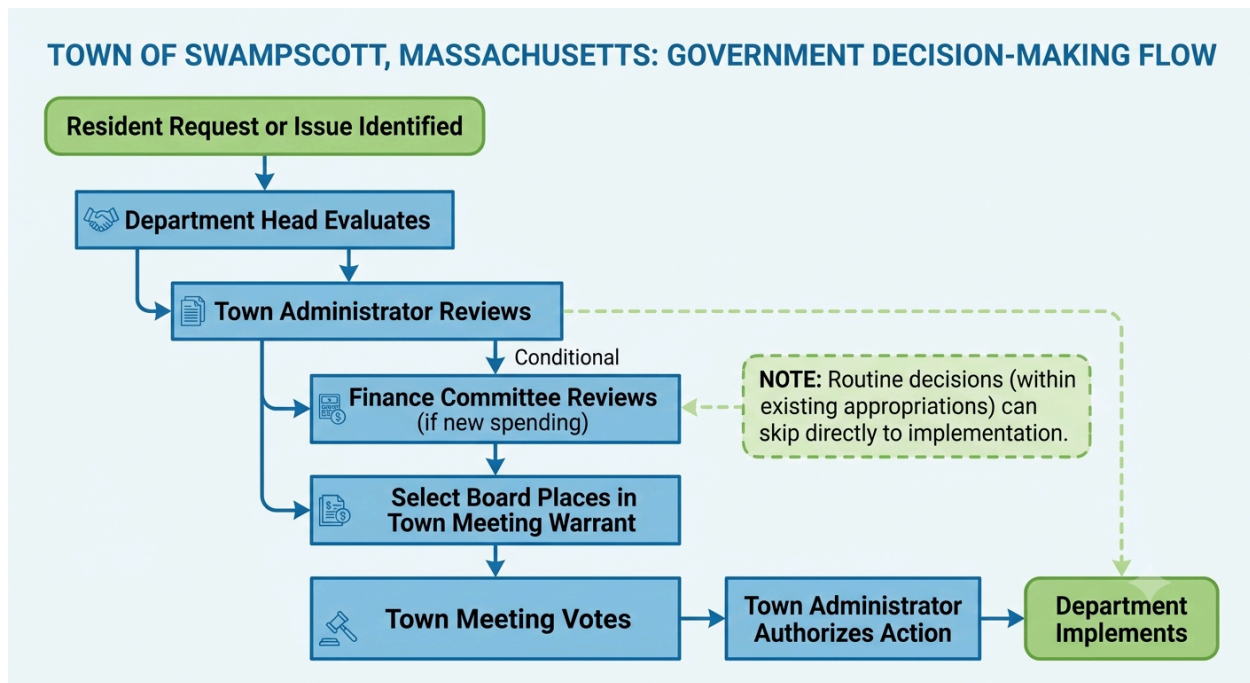 TOWN OF SWAMPSCOTT, MASSACHUSETTS: GOVERNMENT DECISION-MAKING FLOW
Resident Request or Issue Identified
Department Head Evaluates
Town Administrator Reviews
Conditional
Finance Committee Reviews
(if new spending)
NOTE: Routine decisions (within
existing appropriations) can
skip directly to implementation.
Select Board Places in
Town Meeting Warrant
Town Meeting Votes
Town Administrator
Authorizes Action
Department
Implements